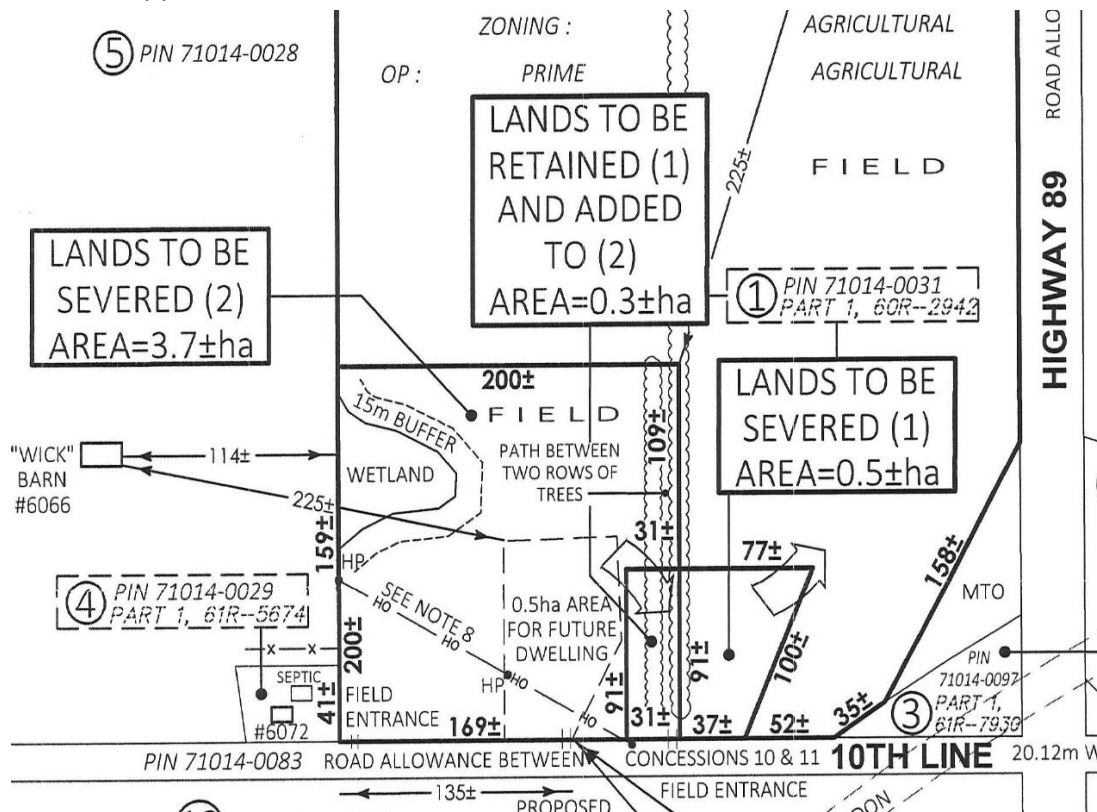 ZONING :
AGRICULTURAL
ROAD ALLO
5 PIN 71014-0028
OP :
PRIME
AGRICULTURAL
LANDS TO BE
RETAINED (1)
AND ADDED
TO (2)
AREA=0.3±ha
225±
FIELD
HIGHWAY 89
LANDS TO BE
SEVERED (2)
AREA=3.7±ha
1 PIN 71014-0031
PART 1, 60R--2942
LANDS TO BE
SEVERED (1)
AREA=0.5±ha
200±
FIELD
15m BUFFER
109±
PATH BETWEEN
TWO ROWS OF
TREES
"WICK"
BARN
#6066
114±
WETLAND
225±
159±
31±
77±
158±
HP
MTO
4 PIN 71014-0029
PART 1, 61R--5674
SEE NOTE 8
HO
HO
HO
0.5ha AREA
FOR FUTURE
DWELLING
X
X
200±
91±
91±
100±
PIN
71014-0097
PART 1,
61R--7930
3
SEPTIC
HP
41±
FIELD
ENTRANCE
HO
#6072
169±
31±
37±
52±
35±
PIN 71014-0083
ROAD ALLOWANCE BETWEEN
CONCESSIONS 10 & 11
10TH LINE
20.12m W
135±
PROPOSED
FIELD ENTRANCE